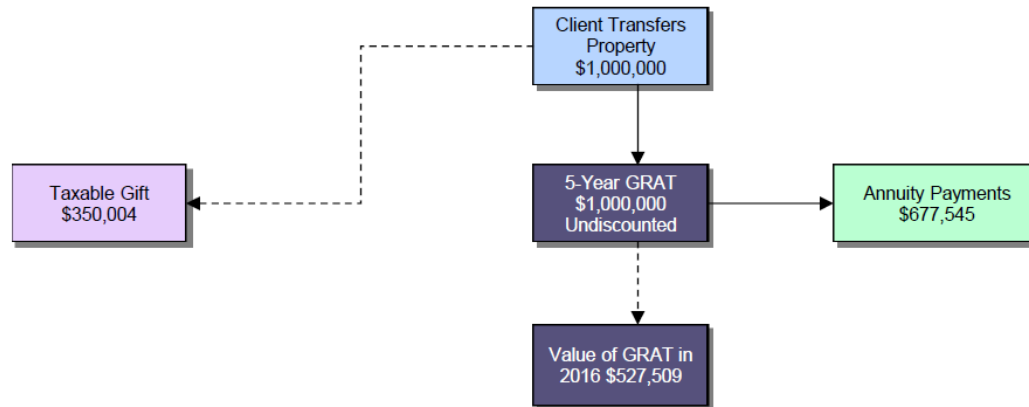 Client Transfers
Property
$1,000,000
Taxable Gift
$350,004
5-Year GRAT
$1,000,000
Undiscounted
Annuity Payments
$677,545
Value of GRAT in
2016 $527,509